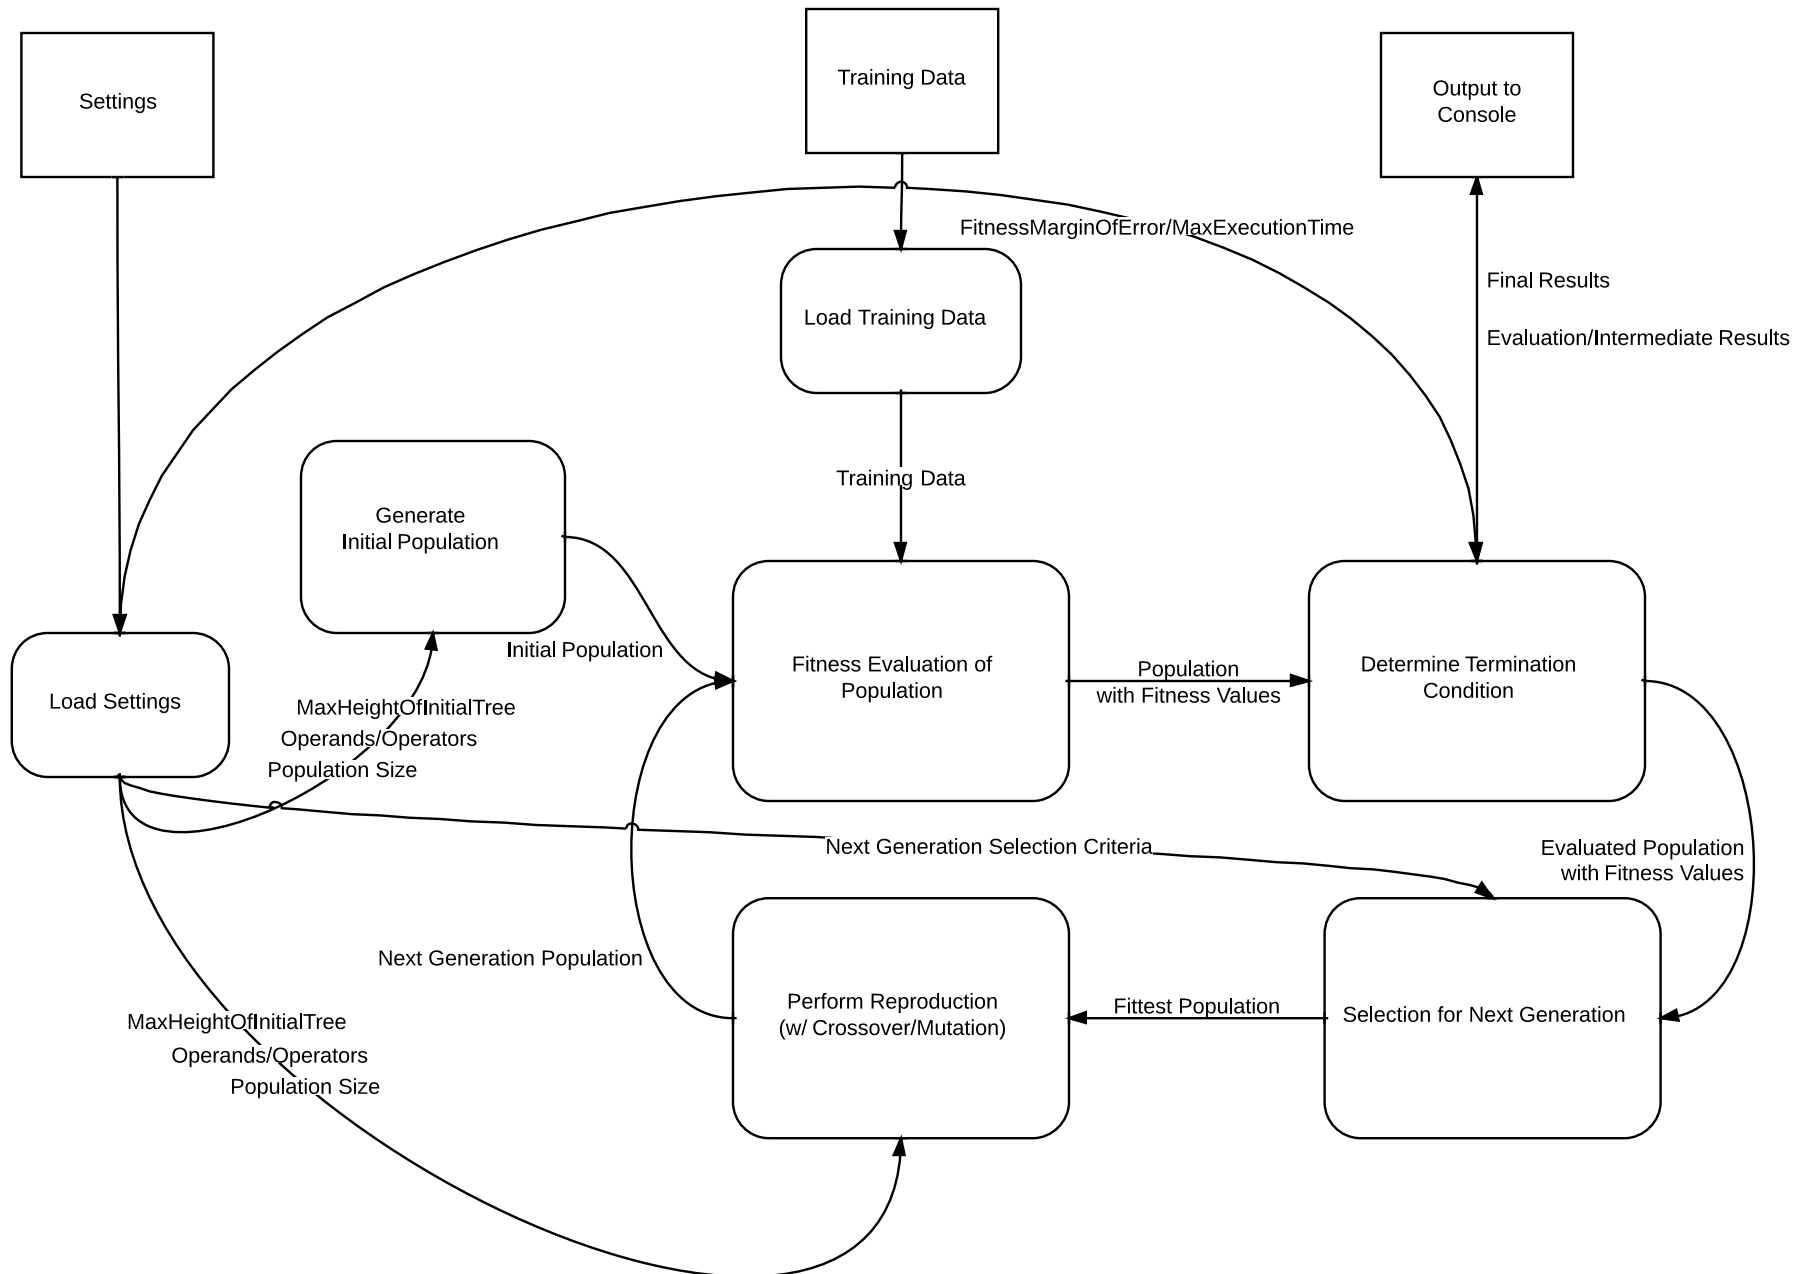 Settings
Training Data
Output to
Console
FitnessMarginOfError/MaxExecutionTime
Final Results
Evaluation/Intermediate Results
Load Training Data
Training Data
Generate
Initial Population
Initial Population
Load Settings
MaxHeightOfInitialTree
Operands/Operators
Population Size
Fitness Evaluation of
Population
Population
with Fitness Values
Determine Termination
Condition
Next Generation Selection Criteria
Evaluated Population
with Fitness Values
Next Generation Population
Perform Reproduction
(w/ Crossover/Mutation)
Fittest Population
Selection for Next Generation
MaxHeightOfInitialTree
Operands/Operators
Population Size